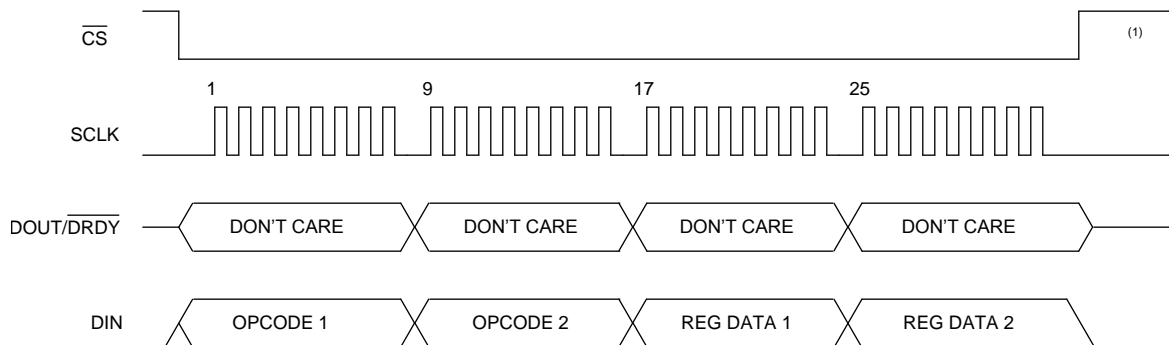 CS
(1)
1 9 17 25
SCLK
DOUT/DRDY DON'T CARE DON'T CARE DON'T CARE DON'T CARE
DIN OPCODE 1 OPCODE 2 REG DATA 1 REG DATA 2